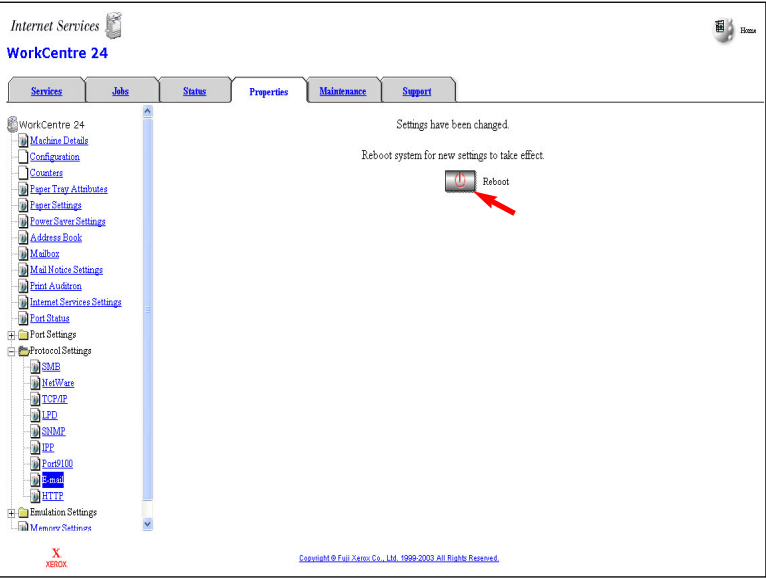 Internet Services
Home
WorkCentre 24
Services
Jobs
Status
Properties
Maintenance
Support
WorkCentre 24
Machine Details
Configuration
Counters
Paper Tray Attributes
Paper Settings
Power Saver Settings
Address Book
Mailbox
Mail Notice Settings
Print Auditron
Internet Services Settings
Port Status
Port Settings
Protocol Settings
SMB
NetWare
TCP/IP
LPD
SNMP
IPP
Port9100
E-mail
HTTP
Emulation Settings
Memory Settings
Settings have been changed.
Reboot system for new settings to take effect.
Reboot
X
XEROX
Copyright © Fuji Xerox Co., Ltd. 1999-2003 All Rights Reserved.